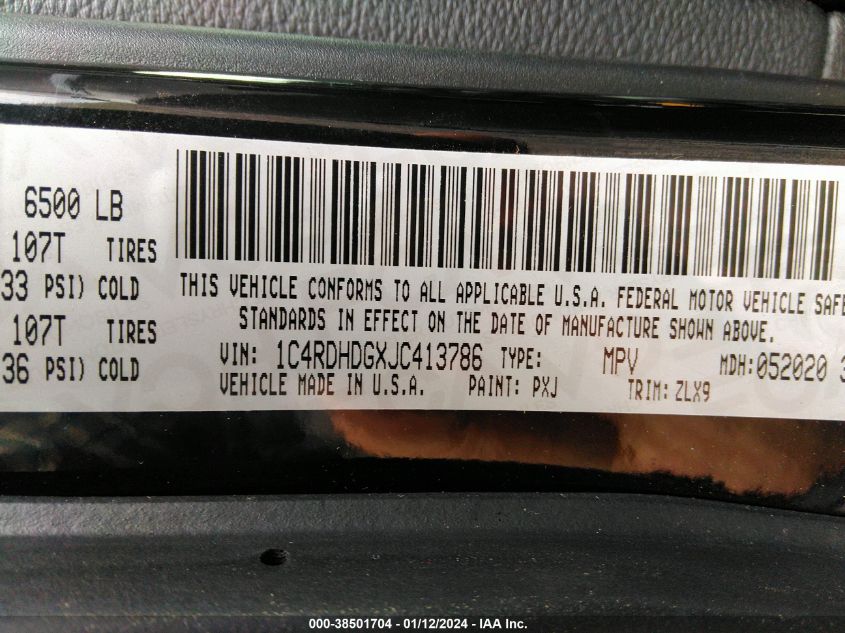 6500 LB
107T TIRES
33 PSI) COLD
THIS VEHICLE CONFORMS TO ALL APPLICABLE U.S.A. FEDERAL MOTOR VEHICLE SAFE
107T TIRES
STANDARDS IN EFFECT ON THE DATE OF MANUFACTURE SHOWN ABOVE.
36 PSI) COLD
VIN: 1C4RDHDGXJC413786 TYPE: MPV MDH:052020 3
VEHICLE MADE IN U.S.A. PAINT: PXJ TRIM: ZLX9
000-38501704 - 01/12/2024 - IAA Inc.